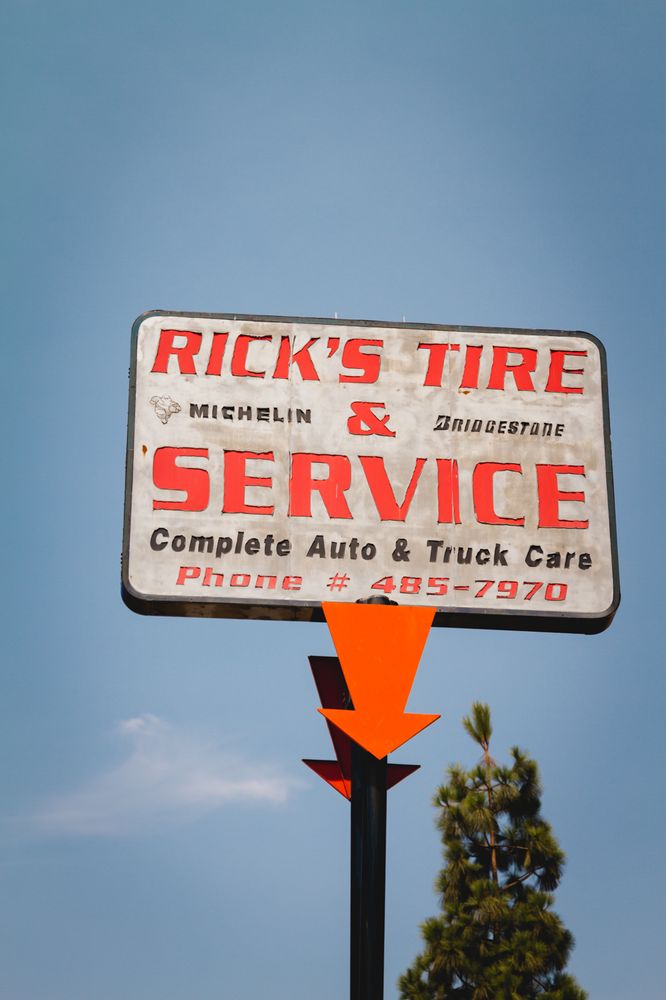 RICK'S TIRE
MICHELIN & BRIDGESTONE
SERVICE
Complete Auto & Truck Care
Phone # 485-7970